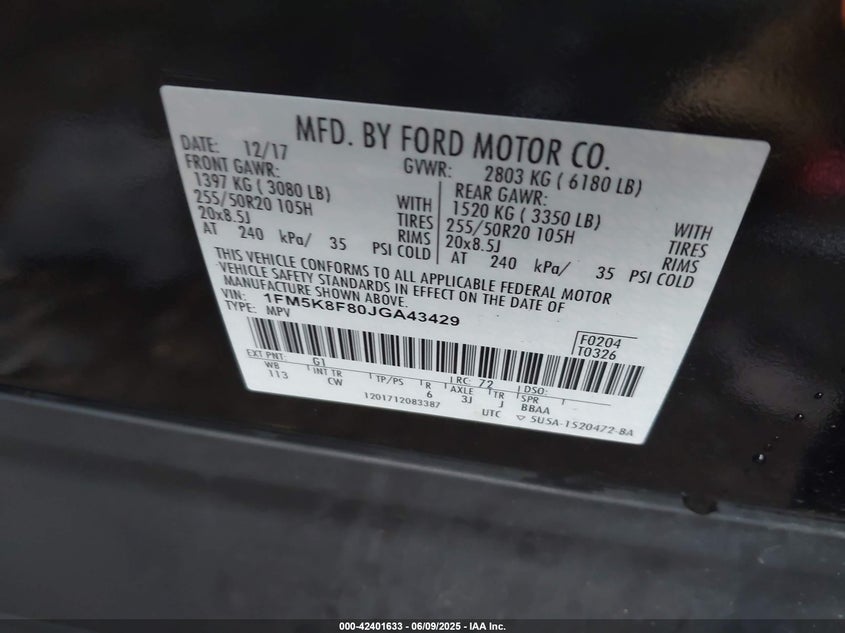 MFD. BY FORD MOTOR CO.
DATE: 12/17 GVWR: 2803 KG ( 6180 LB)
FRONT GAWR: REAR GAWR:
1397 KG ( 3080 LB) WITH 1520 KG ( 3350 LB) WITH
255/50R20 105H TIRES 255/50R20 105H TIRES
20x8.5J RIMS 20x8.5J RIMS
AT 240 kPa/ 35 PSI COLD AT 240 kPa/ 35 PSI COLD
THIS VEHICLE CONFORMS TO ALL APPLICABLE FEDERAL MOTOR
VEHICLE SAFETY STANDARDS IN EFFECT ON THE DATE OF
MANUFACTURE SHOWN ABOVE.
VIN: 1FM5K8F80JGA43429 F0204
TYPE: MPV T0326
EXT PNT: G1 RC: 72 DSO:
WB INT TR TP/PS R AXLE TR SPR
113 CW 6 3J J BBAA
1201712083387 UTC ▽ 5U5A-1520472-BA
000-42401633 / 06/09/2025 - IAA Inc.